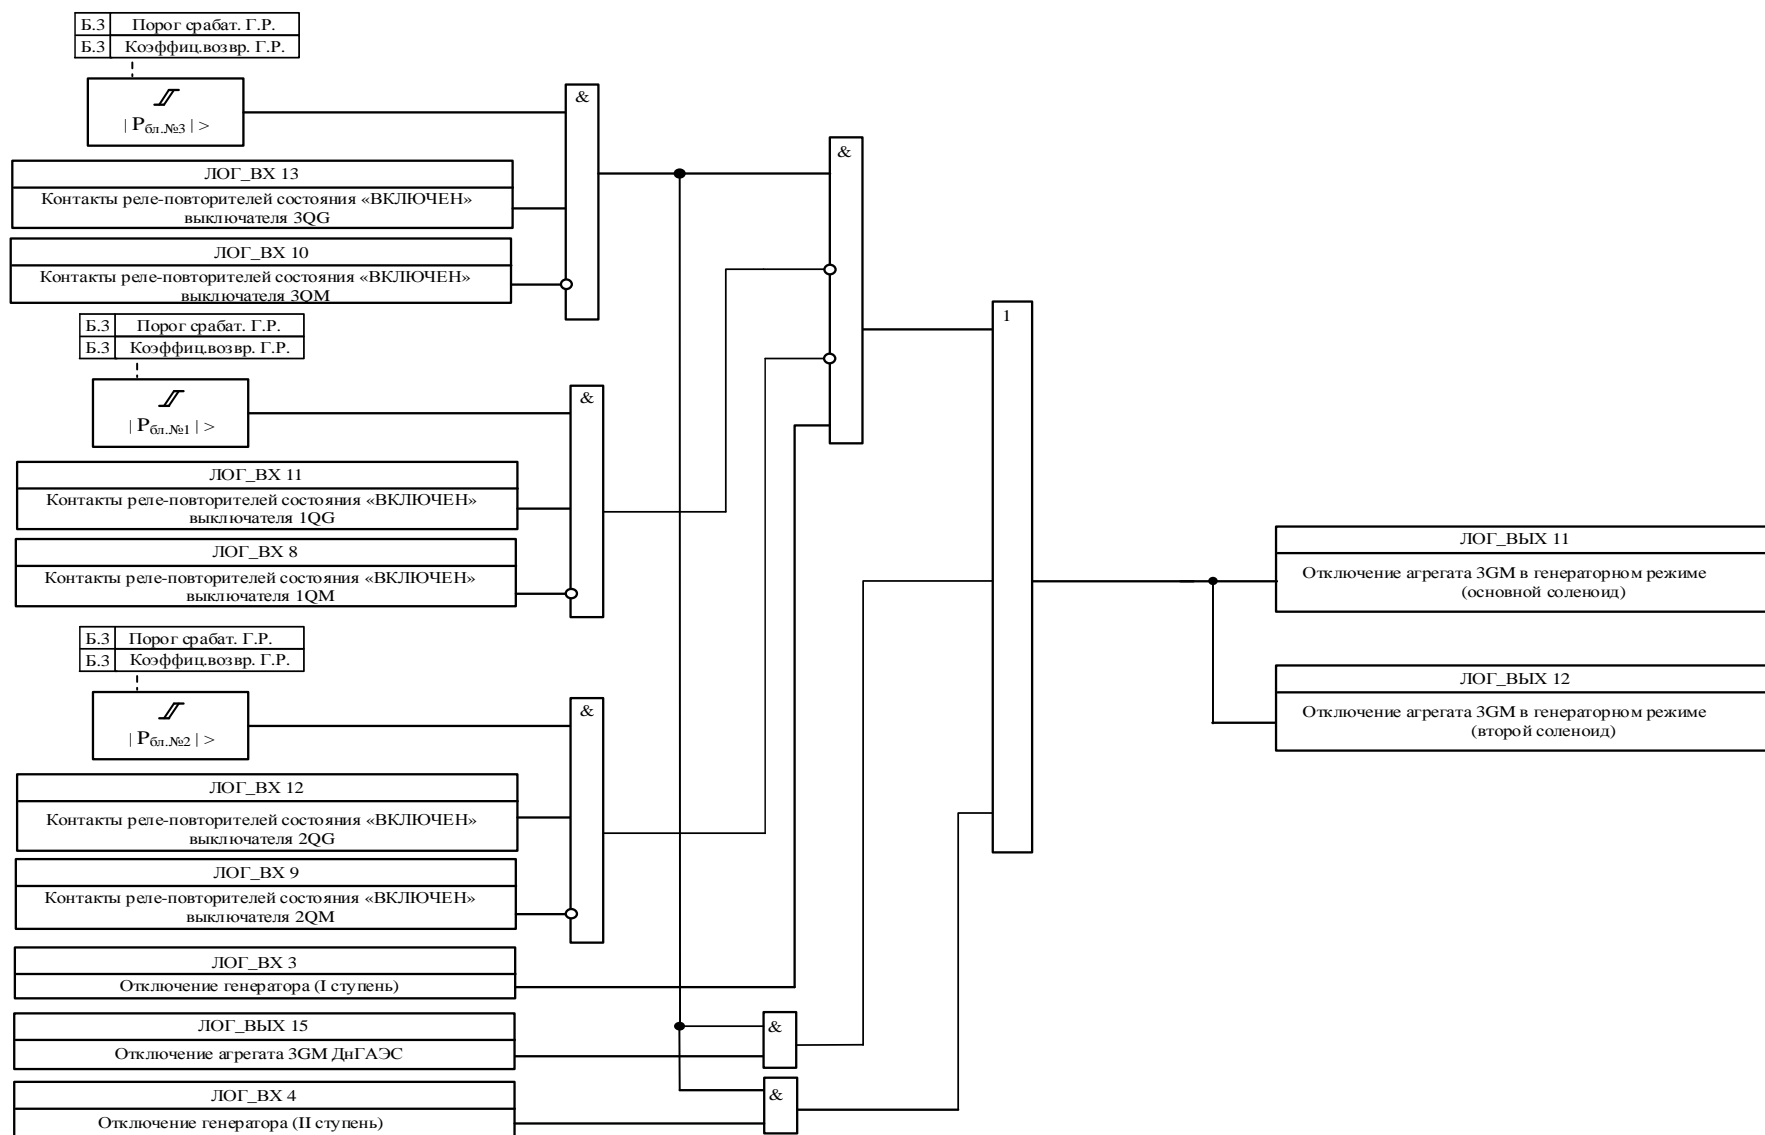 Б.3 Порог срабат. Г.Р.
Б.3 Коэффиц.возвр. Г.Р.
| Рбл.№3 | >
&
ЛОГ_ВХ 13
Контакты реле-повторителей состояния «ВКЛЮЧЕН»
выключателя 3QG
&
ЛОГ_ВХ 10
Контакты реле-повторителей состояния «ВКЛЮЧЕН»
выключателя 3QM
Б.3 Порог срабат. Г.Р.
Б.3 Коэффиц.возвр. Г.Р.
1
| Рбл.№1 | >
&
ЛОГ_ВХ 11
Контакты реле-повторителей состояния «ВКЛЮЧЕН»
выключателя 1QG
ЛОГ_ВХ 8
Контакты реле-повторителей состояния «ВКЛЮЧЕН»
выключателя 1QM
ЛОГ_ВЫХ 11
Отключение агрегата 3GM в генераторном режиме
(основной соленоид)
Б.3 Порог срабат. Г.Р.
Б.3 Коэффиц.возвр. Г.Р.
ЛОГ_ВЫХ 12
Отключение агрегата 3GM в генераторном режиме
(второй соленоид)
| Рбл.№2 | >
&
ЛОГ_ВХ 12
Контакты реле-повторителей состояния «ВКЛЮЧЕН»
выключателя 2QG
ЛОГ_ВХ 9
Контакты реле-повторителей состояния «ВКЛЮЧЕН»
выключателя 2QM
ЛОГ_ВХ 3
Отключение генератора (I ступень)
ЛОГ_ВЫХ 15
Отключение агрегата 3GM ДнГАЭС
&
ЛОГ_ВХ 4
Отключение генератора (II ступень)
&